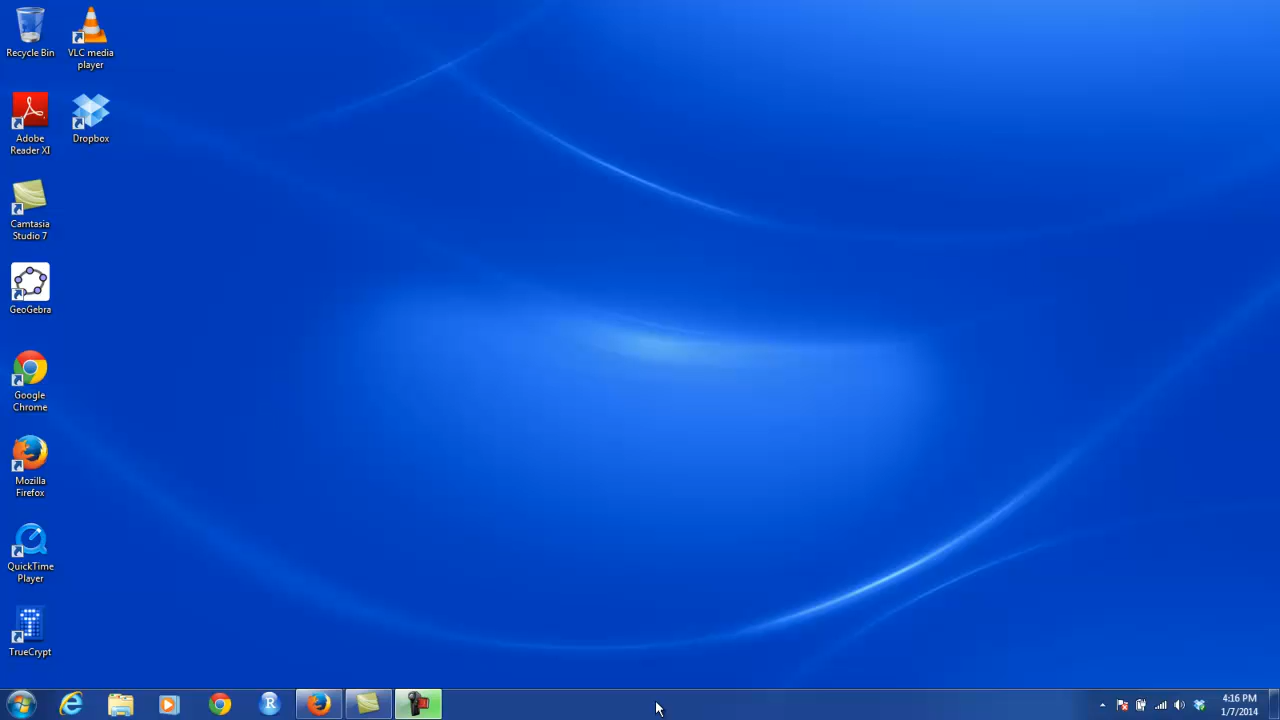 Recycle Bin
VLC media
player
Adobe
Reader XI
Dropbox
Camtasia
Studio 7
GeoGebra
Google
Chrome
Mozilla
Firefox
QuickTime
Player
TrueCrypt
R
4:16 PM
1/7/2014